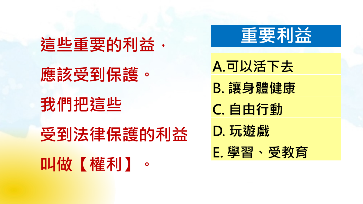 這些重要的利益，
應該受到保護。
我們把這些
受到法律保護的利益
叫做【權利】。
重要利益
A.可以活下去
B. 讓身體健康
C. 自由行動
D. 玩遊戲
E. 學習、受教育